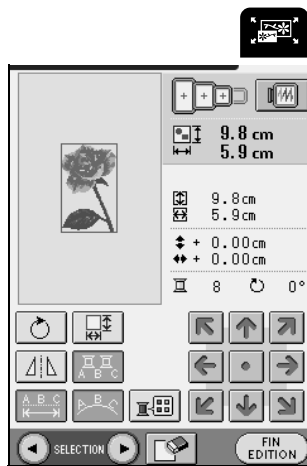 9.8 cm
5.9 cm
9.8cm
5.9cm
+ 0.00cm
+ 0.00cm
8 0°
A B C
A B C
A B C
SELECTION
FIN
EDITION